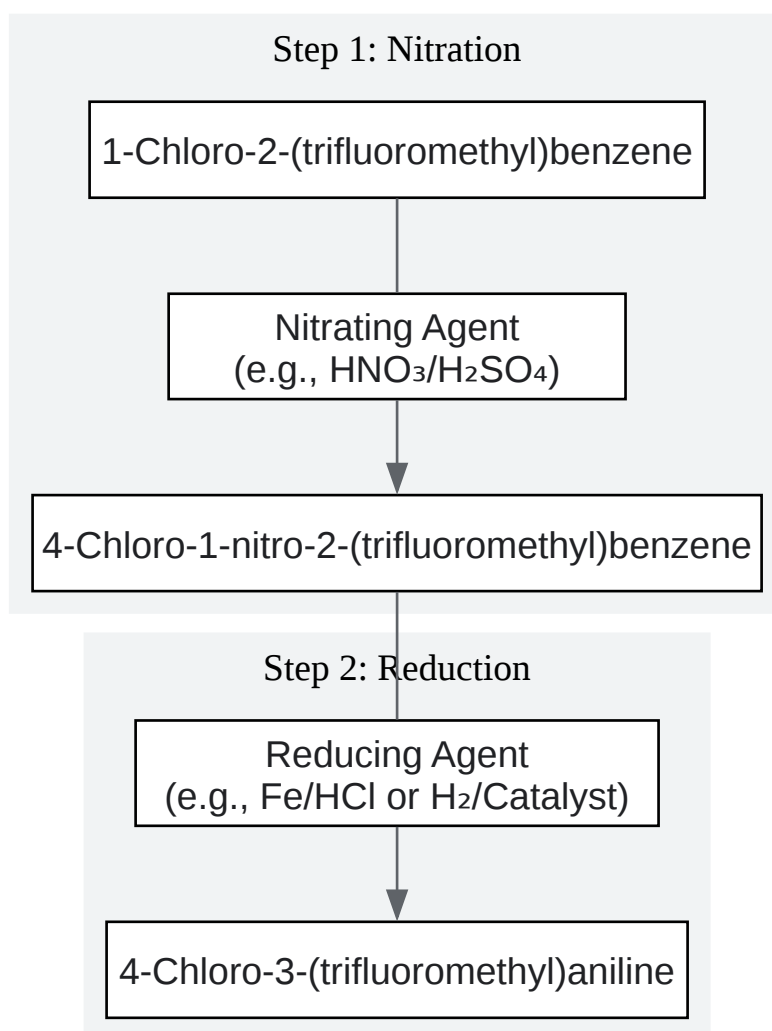 Step 1: Nitration
1-Chloro-2-(trifluoromethyl)benzene
Nitrating Agent
(e.g., HNO₃/H₂SO₄)
4-Chloro-1-nitro-2-(trifluoromethyl)benzene
Step 2: Reduction
Reducing Agent
(e.g., Fe/HCl or H₂/Catalyst)
4-Chloro-3-(trifluoromethyl)aniline